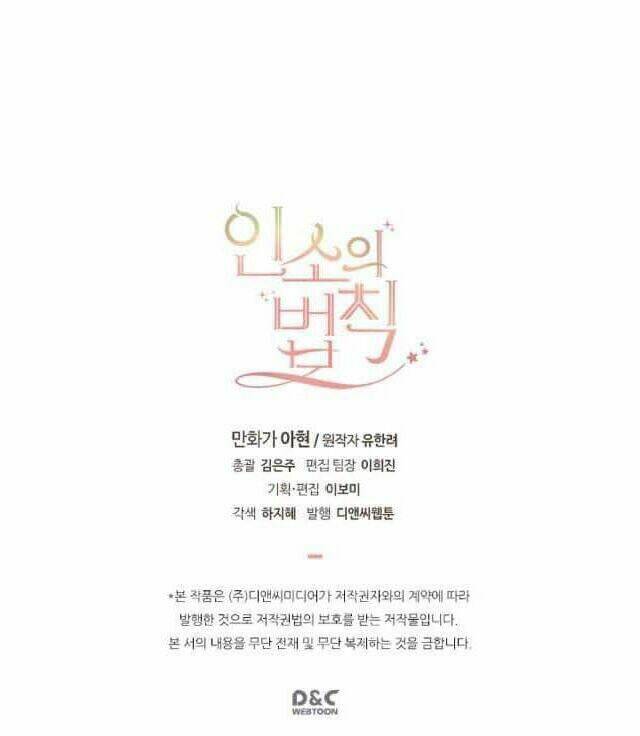 인소의
법칙
만화가 아현 / 원작자 유한려
총괄 김은주 편집 팀장 이희진
기획·편집 이보미
각색 하지혜 발행 디앤씨웹툰
*본 작품은 (주)디앤씨미디어가 저작권자와의 계약에 따라
발행한 것으로 저작권법의 보호를 받는 저작물입니다.
본 서의 내용을 무단 전재 및 무단 복제하는 것을 금합니다.
D&C
WEBTOON